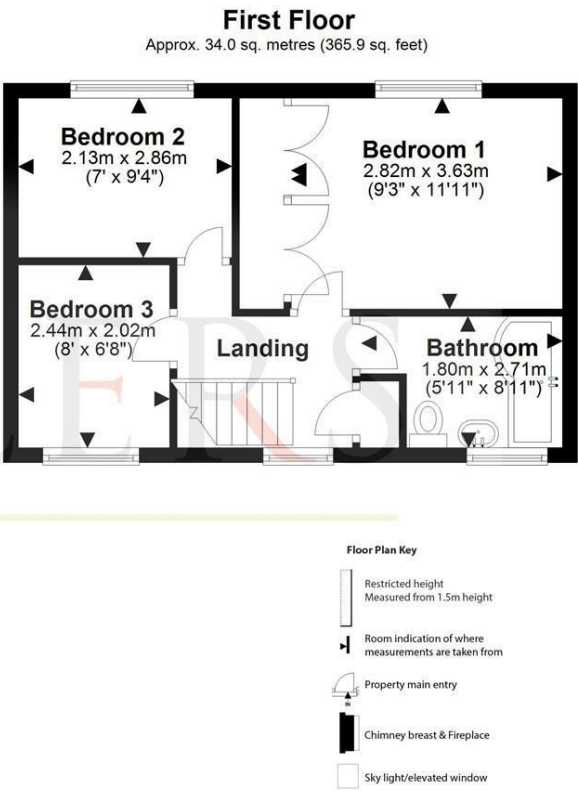 First Floor
Approx. 34.0 sq. metres (365.9 sq. feet)
Bedroom 2
2.13m x 2.86m
(7' x 9'4")
Bedroom 1
2.82m x 3.63m
(9'3" x 11'11")
Bedroom 3
2.44m x 2.02m
(8' x 6'8")
Landing
Bathroom
1.80m x 2.71m
(5'11" x 8'11")
LERS
Floor Plan Key
Restricted height
Measured from 1.5m height
Room indication of where
measurements are taken from
Property main entry
IN
Chimney breast & Fireplace
Sky light/elevated window